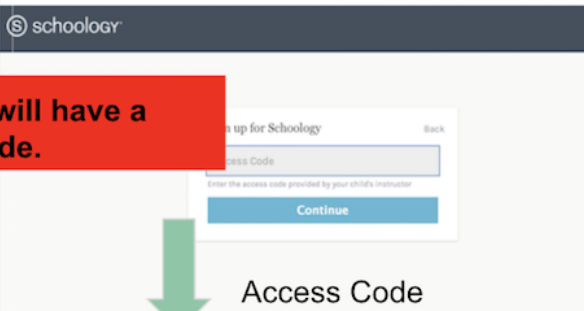 schoology
will have a
de.
n up for Schoology
Back
cess Code
Enter the access code provided by your child's instructor
Continue
Access Code